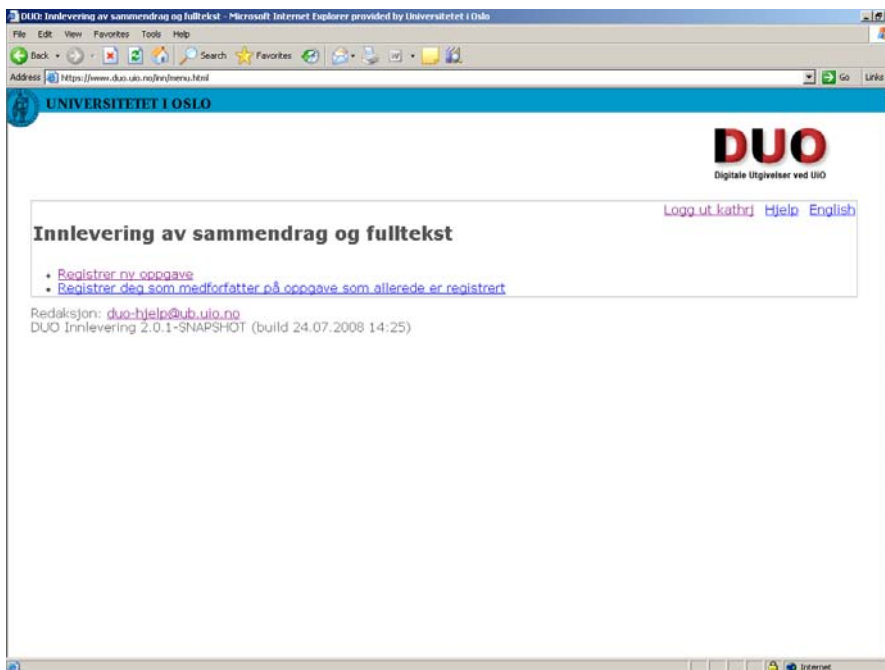 DUO: Innlevering av sammendrag og fulltekst - Microsoft Internet Explorer provided by Universitetet i Oslo
File Edit View Favorites Tools Help
Back Search Favorites
Address https://www.duo.uio.no/inn/menu.html Go Links
UNIVERSITETET I OSLO
DUO
Digitale Utgivelser ved UiO
Logg ut kathrj Hjelp English
Innlevering av sammendrag og fulltekst
• Registrer ny oppgave
• Registrer deg som medforfatter på oppgave som allerede er registrert
Redaksjon: duo-hjelp@ub.uio.no
DUO Innlevering 2.0.1-SNAPSHOT (build 24.07.2008 14:25)
Internet